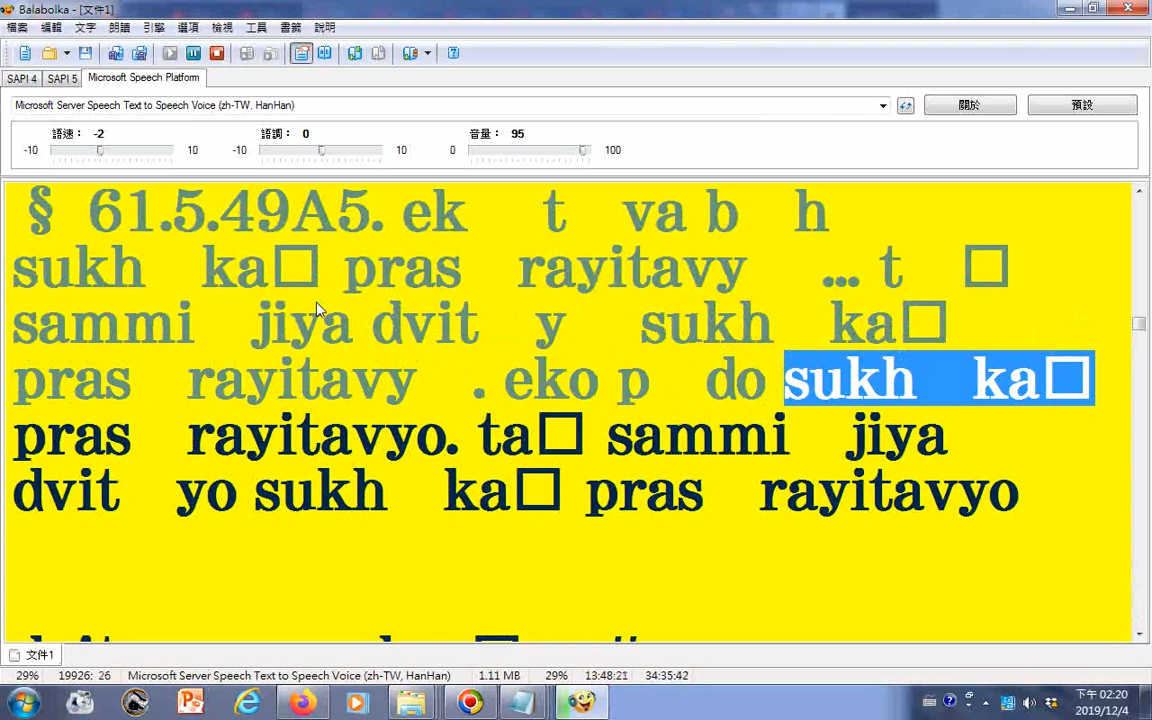 Balabolka - [文件1]
檔案 編輯 文字 朗讀 引擎 選項 檢視 工具 書籤 說明
SAPI 4 SAPI 5 Microsoft Speech Platform
Microsoft Server Speech Text to Speech Voice (zh-TW, HanHan) 關於 預設
語速： -2 語調： 0 音量： 95
-10 10 -10 10 0 100
§ 61.5.49A5. ek t va b h
sukh ka□ pras rayitavy ... t □
sammi jiya dvit y sukh ka□
pras rayitavy . eko p do sukh ka□
pras rayitavyo. ta□ sammi jiya
dvit yo sukh ka□ pras rayitavyo
文件1
29% 19926: 26 Microsoft Server Speech Text to Speech Voice (zh-TW, HanHan) 1.11 MB 29% 13:48:21 34:35:42
下午 02:20
2019/12/4